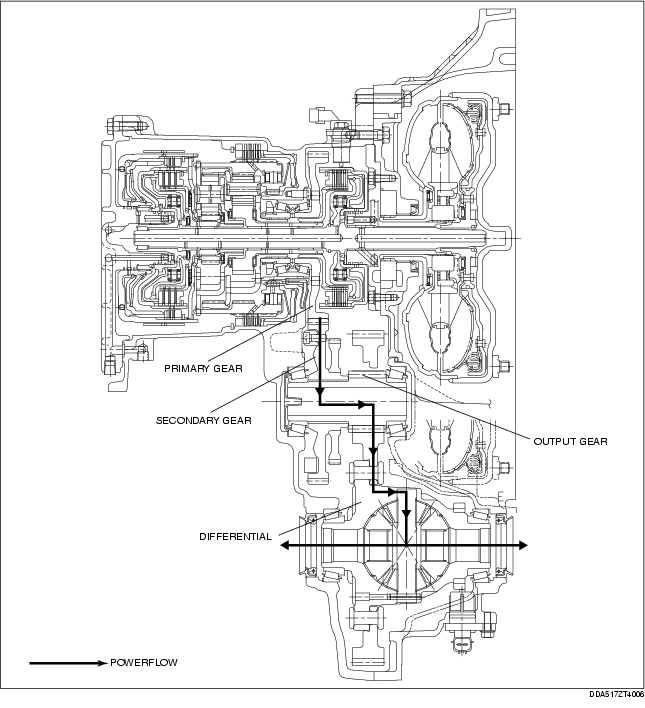 PRIMARY GEAR
SECONDARY GEAR
OUTPUT GEAR
DIFFERENTIAL
POWERFLOW
DDA517ZT4006